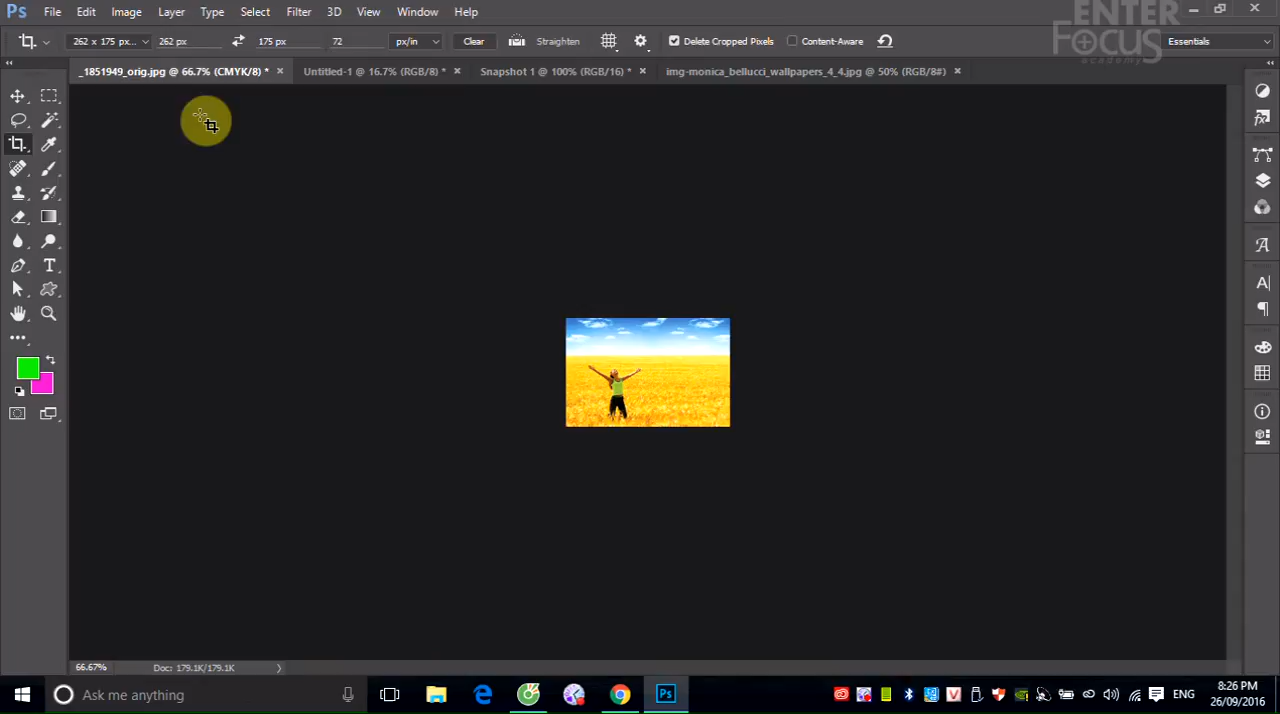 Ps File Edit Image Layer Type Select Filter 3D View Window Help
ENTER
FOCUS
academy
262 x 175 px... 262 px 175 px 72 px/in Clear Straighten Delete Cropped Pixels Content-Aware Essentials
_1851949_orig.jpg @ 66.7% (CMYK/8) * Untitled-1 @ 16.7% (RGB/8) * Snapshot 1 @ 100% (RGB/16) * img-monica_bellucci_wallpapers_4_4.jpg @ 50% (RGB/8#)
66.67% Doc: 179.1K/179.1K
Ask me anything Ps ENG 8:26 PM
26/09/2016